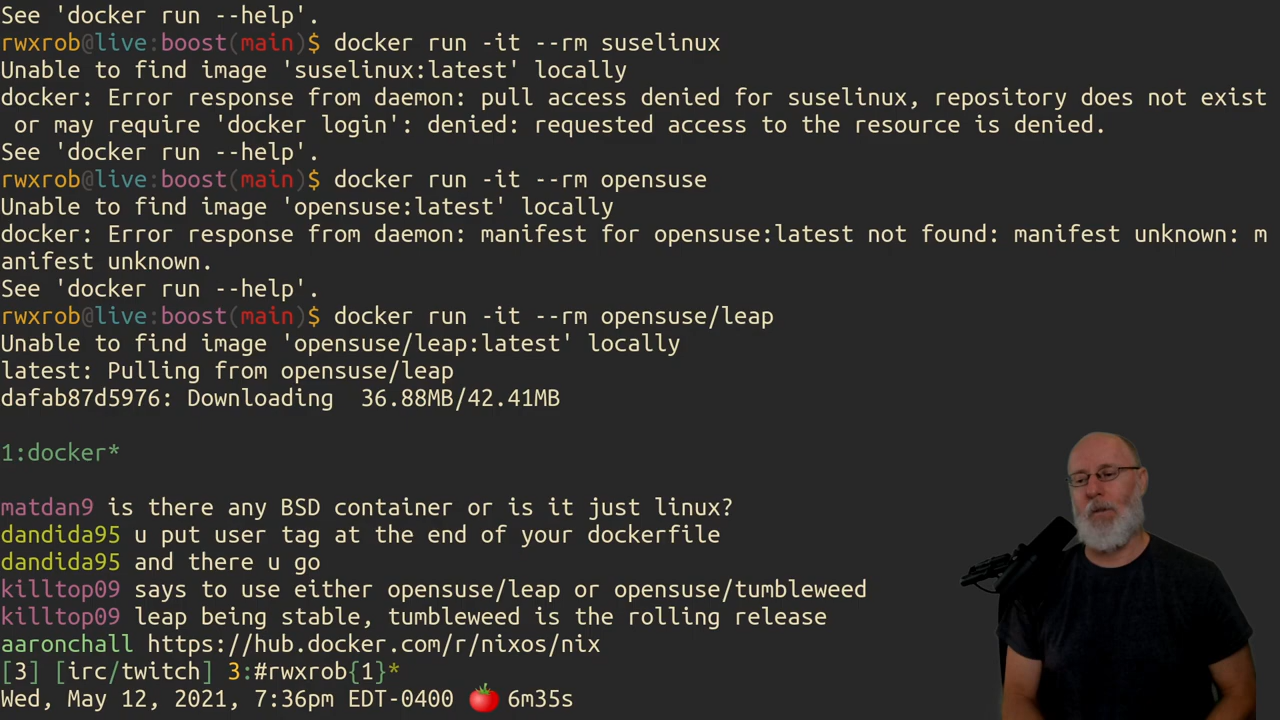 See 'docker run --help'.
rwxrob@live:boost(main)$ docker run -it --rm suselinux
Unable to find image 'suselinux:latest' locally
docker: Error response from daemon: pull access denied for suselinux, repository does not exist
or may require 'docker login': denied: requested access to the resource is denied.
See 'docker run --help'.
rwxrob@live:boost(main)$ docker run -it --rm opensuse
Unable to find image 'opensuse:latest' locally
docker: Error response from daemon: manifest for opensuse:latest not found: manifest unknown: m
anifest unknown.
See 'docker run --help'.
rwxrob@live:boost(main)$ docker run -it --rm opensuse/leap
Unable to find image 'opensuse/leap:latest' locally
latest: Pulling from opensuse/leap
dafab87d5976: Downloading  36.88MB/42.41MB
1:docker*
matdan9 is there any BSD container or is it just linux?
dandida95 u put user tag at the end of your dockerfile
dandida95 and there u go
killtop09 says to use either opensuse/leap or opensuse/tumbleweed
killtop09 leap being stable, tumbleweed is the rolling release
aaronchall https://hub.docker.com/r/nixos/nix
[3] [irc/twitch] 3:#rwxrob{1}*
Wed, May 12, 2021, 7:36pm EDT-0400 🍅 6m35s